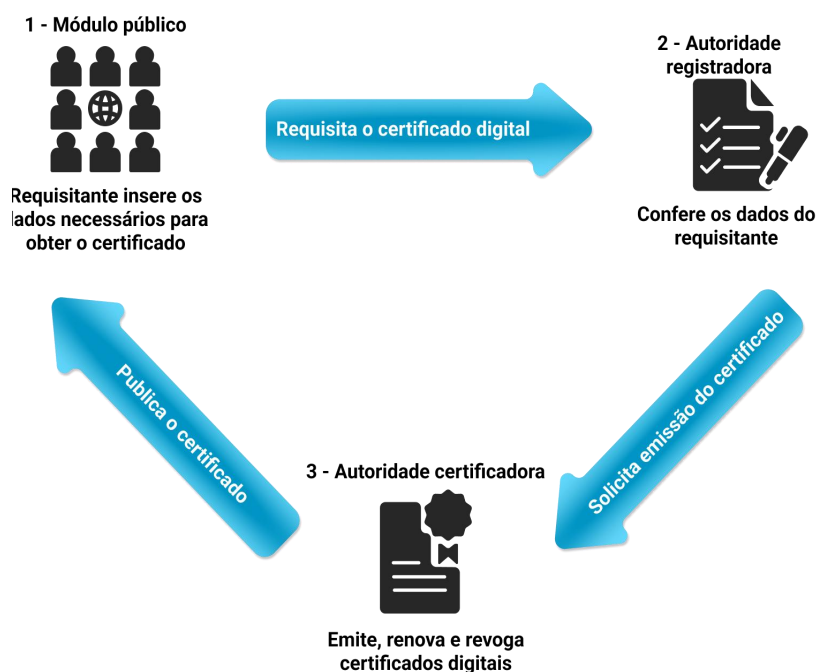 1 - Módulo público
Requisitante insere os
dados necessários para
obter o certificado
Requisita o certificado digital
2 - Autoridade
registradora
Confere os dados do
requisitante
Solicita emissão do certificado
3 - Autoridade certificadora
Emite, renova e revoga
certificados digitais
Publica o certificado